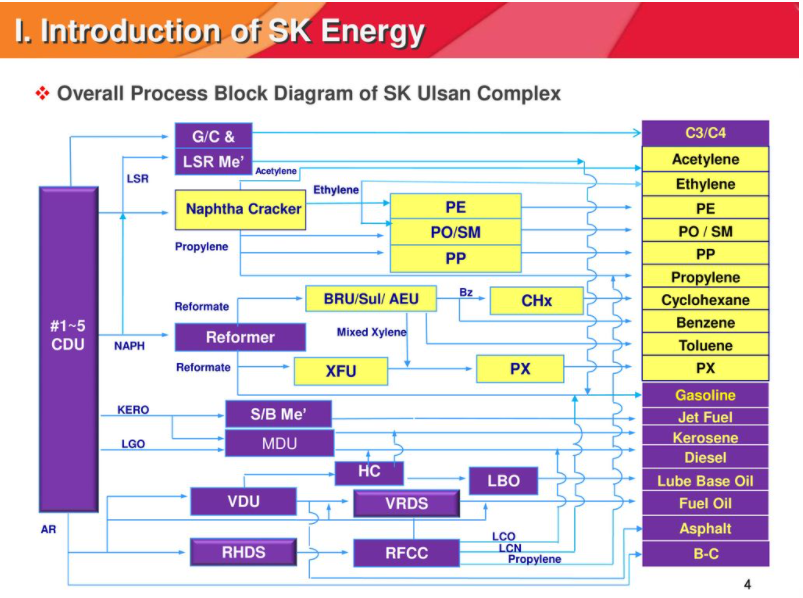 I. Introduction of SK Energy
❖ Overall Process Block Diagram of SK Ulsan Complex
G/C &
LSR Me’
C3/C4
Acetylene
Acetylene
LSR
Ethylene
Ethylene
Naphtha Cracker
PE
PE
PO/SM
PO / SM
Propylene
PP
PP
Propylene
BRU/Sul/ AEU
Bz
CHx
Cyclohexane
Reformate
#1~5
CDU
Benzene
Reformer
Mixed Xylene
NAPH
Toluene
Reformate
XFU
PX
PX
Gasoline
KERO
S/B Me’
Jet Fuel
LGO
MDU
Kerosene
Diesel
HC
LBO
Lube Base Oil
VDU
VRDS
Fuel Oil
AR
Asphalt
LCO
LCN
Propylene
RHDS
RFCC
B-C
4